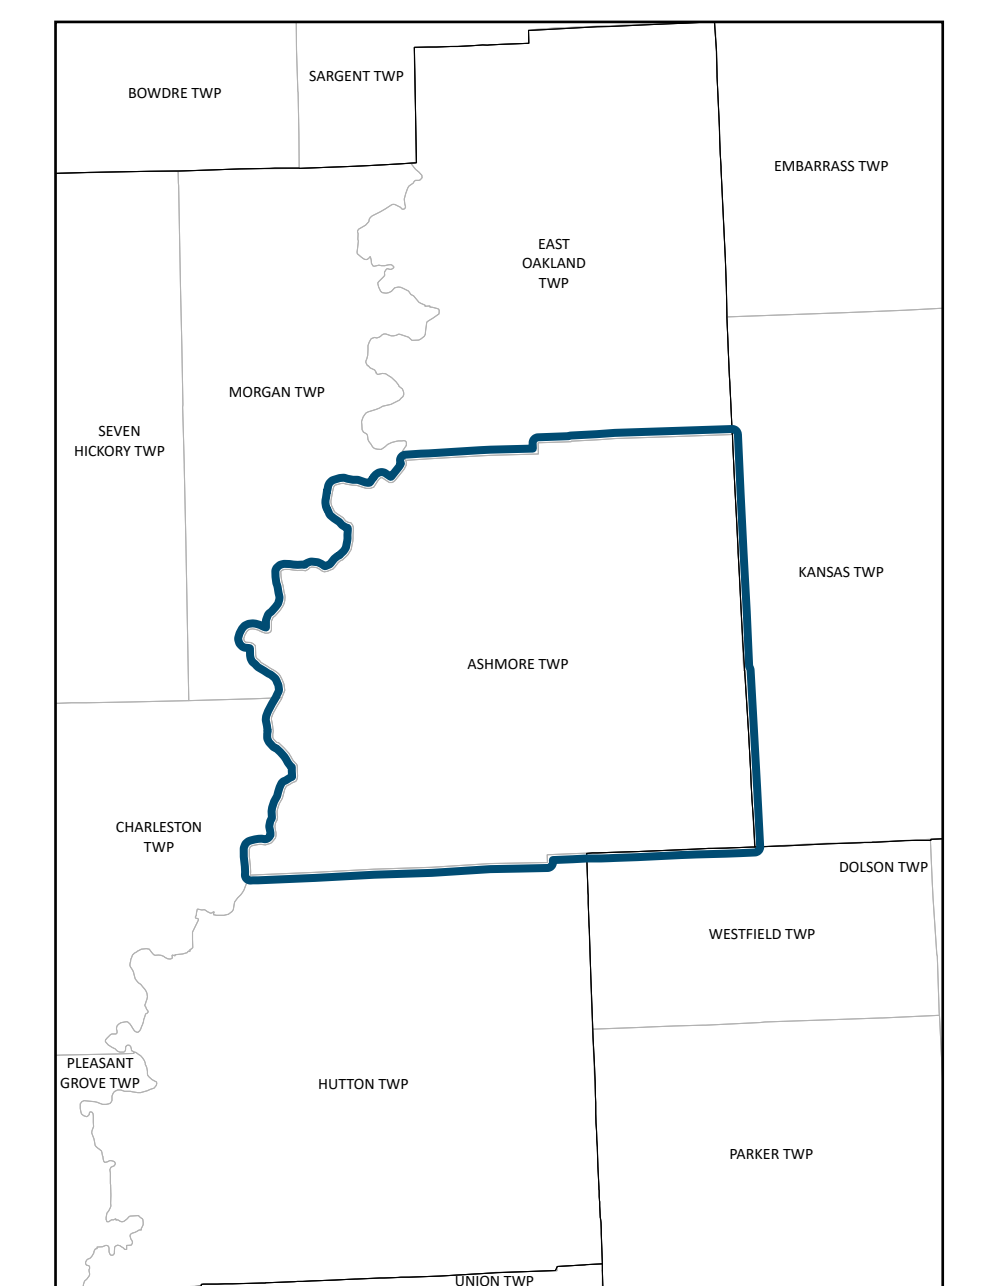 SARGENT TWP
BOWDRE TWP
EMBARRASS TWP
EAST
OAKLAND
TWP
MORGAN TWP
SEVEN
HICKORY TWP
KANSAS TWP
ASHMORE TWP
CHARLESTON
TWP
DOLSON TWP
WESTFIELD TWP
PLEASANT
GROVE TWP
HUTTON TWP
PARKER TWP
UNION TWP